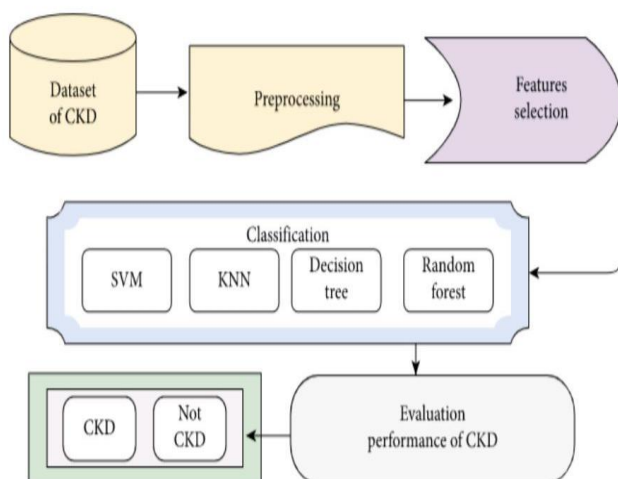 Dataset
of CKD
Preprocessing
Features
selection
Classification
SVM
KNN
Decision
tree
Random
forest
Evaluation
performance of CKD
CKD
Not
CKD